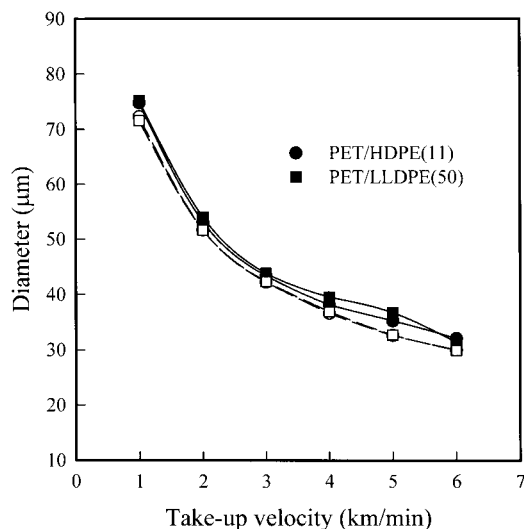 90
80
70
60
50
40
30
20
10
Diameter (μm)
PET/HDPE(11)
PET/LLDPE(50)
0 1 2 3 4 5 6 7
Take-up velocity (km/min)